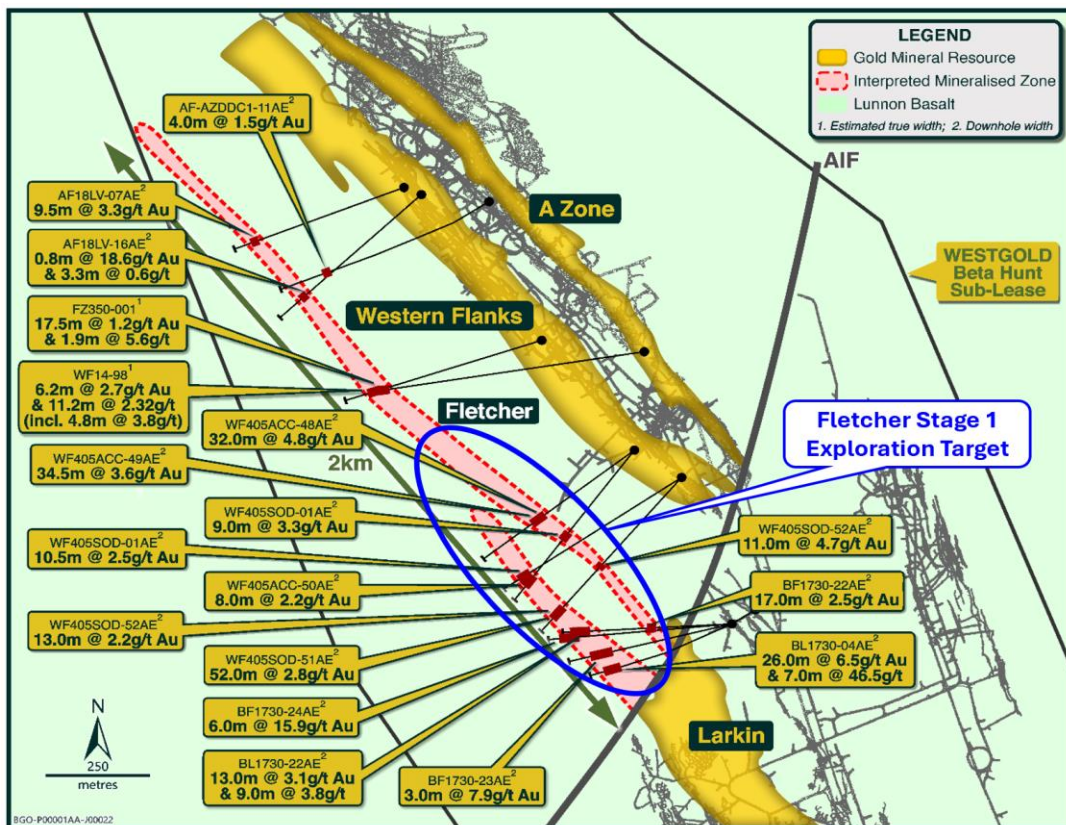 LEGEND
Gold Mineral Resource
Interpreted Mineralised Zone
Lunnon Basalt
1. Estimated true width; 2. Downhole width
AIF
WESTGOLD
Beta Hunt
Sub-Lease
A Zone
Western Flanks
Fletcher
Larkin
2km
Fletcher Stage 1
Exploration Target
AF-AZDDC1-11AE²
4.0m @ 1.5g/t Au
AF18LV-07AE²
9.5m @ 3.3g/t Au
AF18LV-16AE²
0.8m @ 18.6g/t Au
& 3.3m @ 0.6g/t
FZ350-001¹
17.5m @ 1.2g/t Au
& 1.9m @ 5.6g/t
WF14-98¹
6.2m @ 2.7g/t Au
& 11.2m @ 2.32g/t
(incl. 4.8m @ 3.8g/t)
WF405ACC-48AE²
32.0m @ 4.8g/t Au
WF405ACC-49AE²
34.5m @ 3.6g/t Au
WF405SOD-01AE²
9.0m @ 3.3g/t Au
WF405SOD-01AE²
10.5m @ 2.5g/t Au
WF405ACC-50AE²
8.0m @ 2.2g/t Au
WF405SOD-52AE²
13.0m @ 2.2g/t Au
WF405SOD-51AE²
52.0m @ 2.8g/t Au
BF1730-24AE²
6.0m @ 15.9g/t Au
BL1730-22AE²
13.0m @ 3.1g/t Au
& 9.0m @ 3.8g/t
BF1730-23AE²
3.0m @ 7.9g/t Au
WF405SOD-52AE²
11.0m @ 4.7g/t Au
BF1730-22AE²
17.0m @ 2.5g/t Au
BL1730-04AE²
26.0m @ 6.5g/t Au
& 7.0m @ 46.5g/t
N
250
metres
BGO-P00001AA-J00022